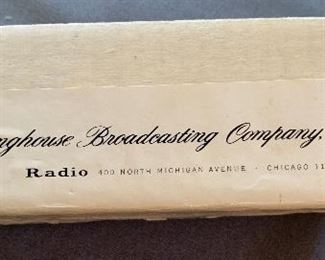 nghouse Broadcasting Company,
Radio 400 NORTH MICHIGAN AVENUE · CHICAGO 11